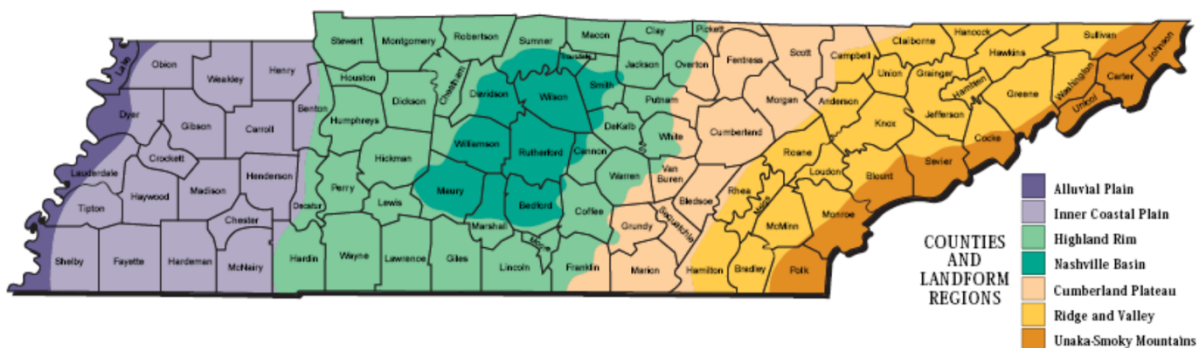 Lake
Obion
Weakley
Henry
Dyer
Gibson
Carroll
Benton
Crockett
Lauderdale
Haywood
Madison
Henderson
Decatur
Tipton
Chester
Shelby
Fayette
Hardeman
McNairy
Hardin
Stewart
Montgomery
Robertson
Sumner
Macon
Clay
Pickett
Houston
Dickson
Cheatham
Davidson
Wilson
Smith
Jackson
Overton
Humphreys
Putnam
DeKalb
White
Hickman
Williamson
Rutherford
Cannon
Warren
Van
Buren
Perry
Lewis
Maury
Bedford
Coffee
Marshall
Moore
Grundy
Sequatchie
Bledsoe
Wayne
Lawrence
Giles
Lincoln
Franklin
Marion
Hamilton
Bradley
Polk
Fentress
Scott
Campbell
Claiborne
Hancock
Hawkins
Sullivan
Johnson
Morgan
Anderson
Union
Grainger
Hamblen
Greene
Washington
Carter
Unicoi
Cumberland
Knox
Jefferson
Cocke
Roane
Loudon
Blount
Sevier
Rhea
Meigs
McMinn
Monroe
COUNTIES
AND
LANDFORM
REGIONS
Alluvial Plain
Inner Coastal Plain
Highland Rim
Nashville Basin
Cumberland Plateau
Ridge and Valley
Unaka-Smoky Mountains